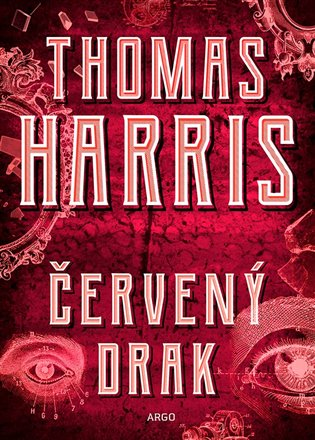 THOMAS
HARRIS
ČERVENÝ
DRAK
ARGO